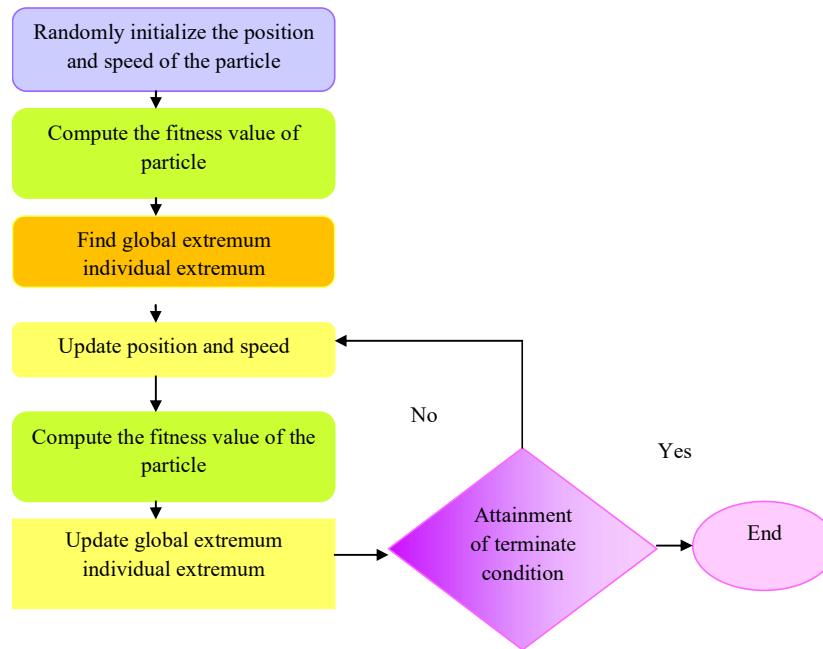 Randomly initialize the position
and speed of the particle
Compute the fitness value of
particle
Find global extremum
individual extremum
Update position and speed
Compute the fitness value of the
particle
Update global extremum
individual extremum
No
Attainment
of terminate
condition
Yes
End